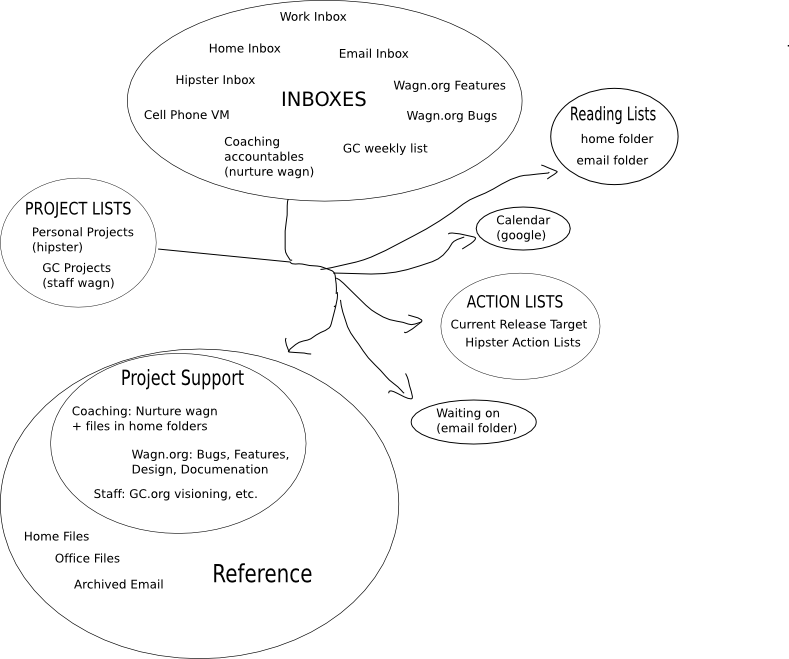 Work Inbox
Home Inbox
Email Inbox
Hipster Inbox
Wagn.org Features
INBOXES
Cell Phone VM
Wagn.org Bugs
Coaching
accountables
(nurture wagn)
GC weekly list
Reading Lists
home folder
email folder
PROJECT LISTS
Personal Projects
(hipster)
GC Projects
(staff wagn)
Calendar
(google)
ACTION LISTS
Current Release Target
Hipster Action Lists
Waiting on
(email folder)
Project Support
Coaching: Nurture wagn
+ files in home folders
Wagn.org: Bugs, Features,
Design, Documenation
Staff: GC.org visioning, etc.
Home Files
Office Files
Archived Email
Reference